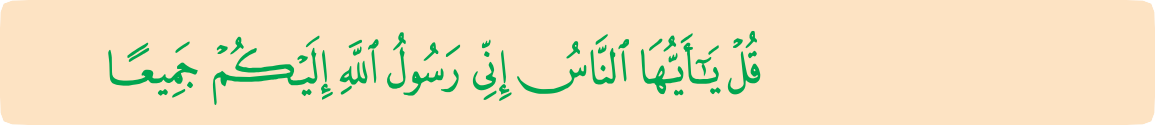 قُلۡ يَـٰٓأَيُّهَا ٱلنَّاسُ إِنِّي رَسُولُ ٱللَّهِ إِلَيۡكُمۡ جَمِيعًا